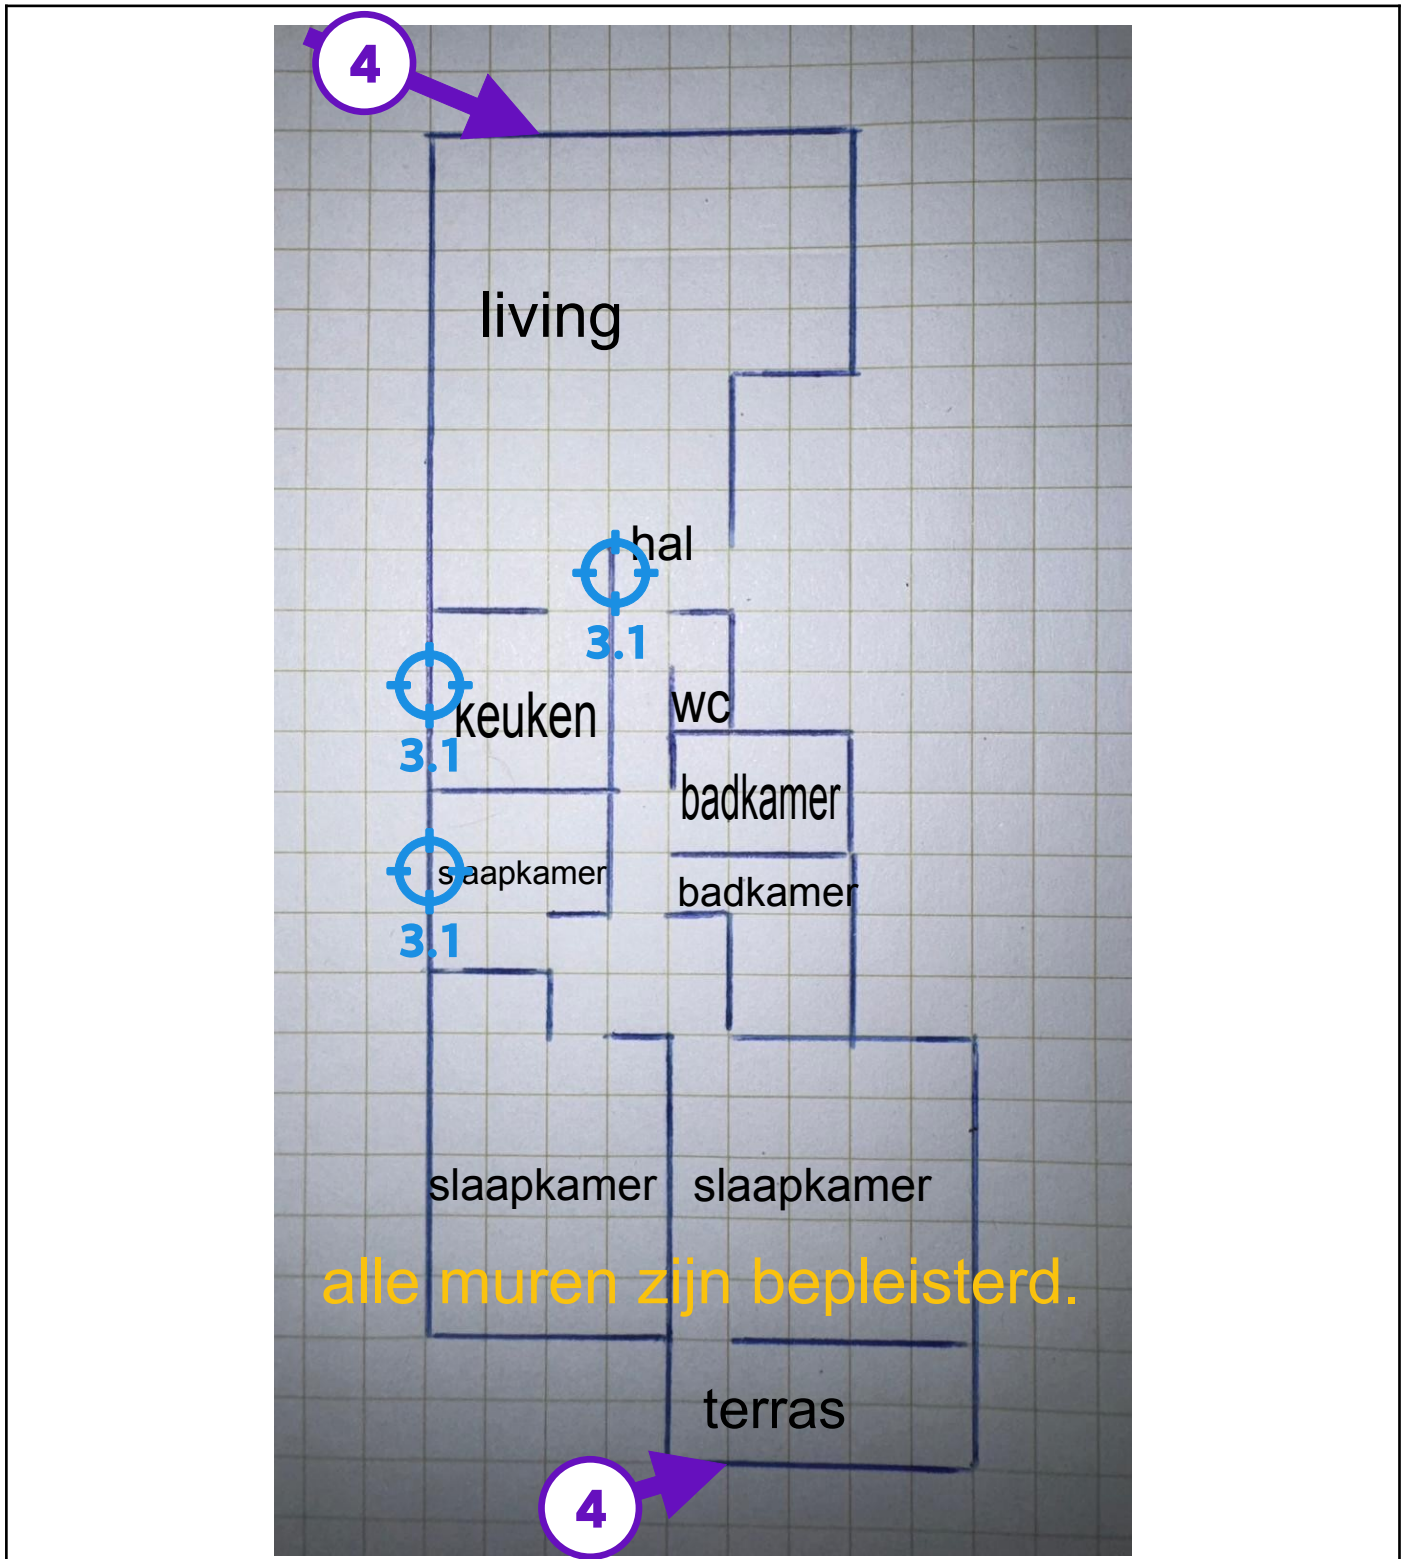 4
living
hal
3.1
keuken
wc
3.1
badkamer
slaapkamer
badkamer
3.1
slaapkamer
slaapkamer
alle muren zijn bepleisterd.
terras
4